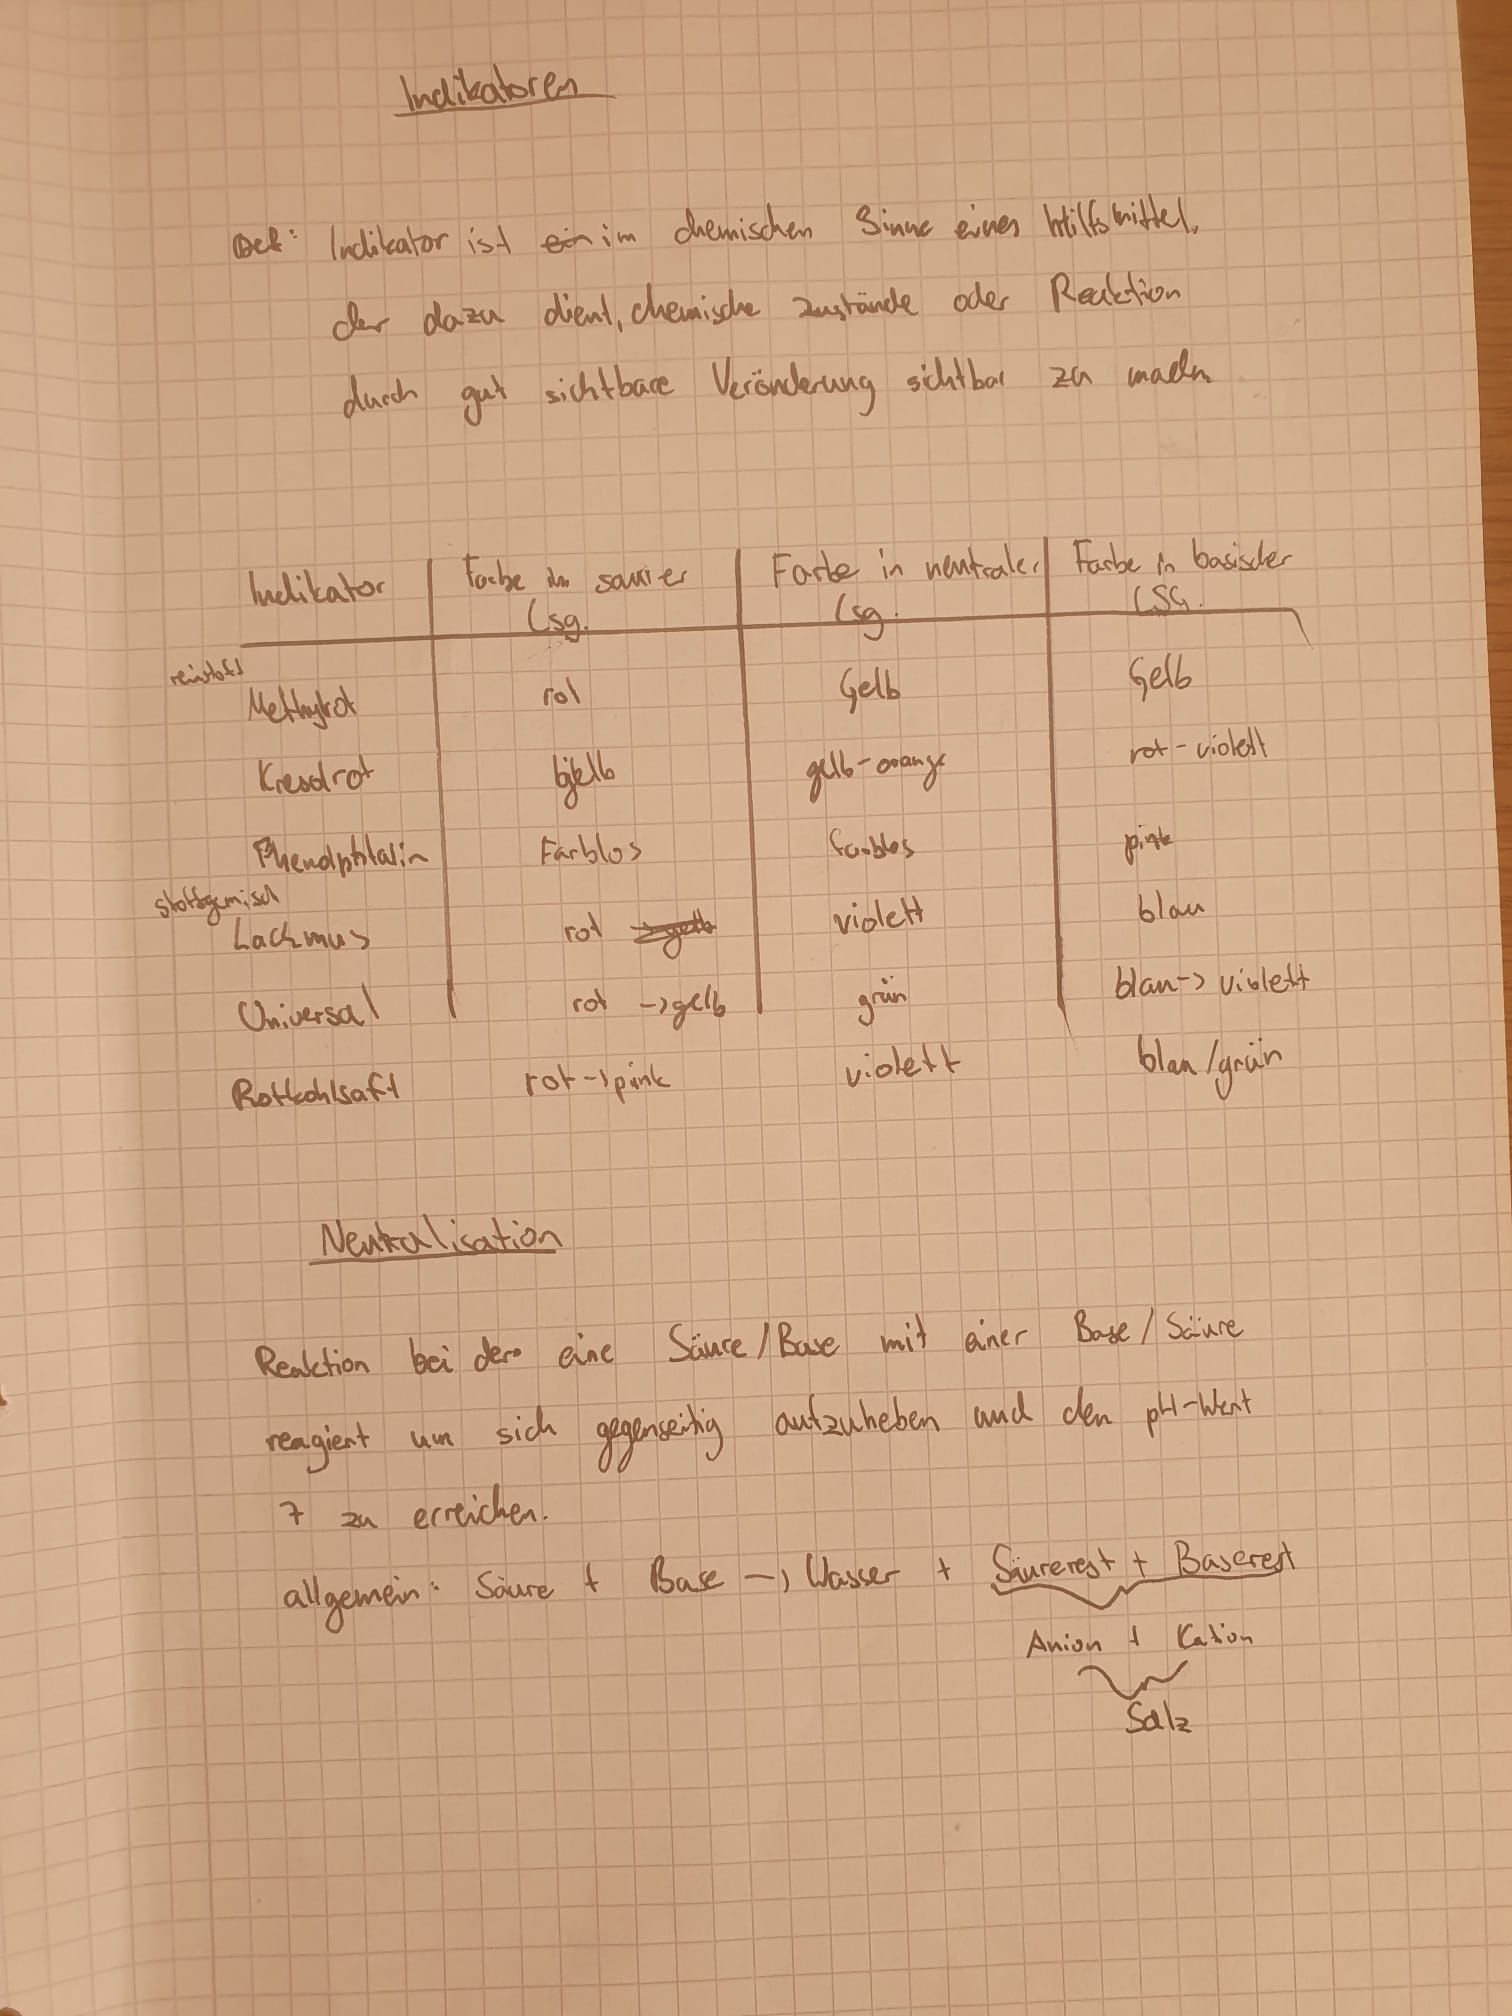 Indikatoren
Def: Indikator ist ein im chemischen Sinne eines Hilfsmittel,
der dazu dient, chemische Zustände oder Reaktion
durch gut sichtbare Veränderung sichtbar zu machn
Indikator Farbe in saurer Lsg. Farbe in neutraler Lsg. Farbe in basischer LSG.
reinstoff
Methylrot rot Gelb Gelb
Kresolrot gelb gelb-orange rot-violett
Phenolphtalein Farblos farblos pink
stoffgemisch
Lackmus rot violett blau
Universal rot -> gelb grün blau -> violett
Rotkohlsaft rot -> pink violett blau/grün
Neutralisation
Reaktion bei der eine Säure/Base mit einer Base/Säure
reagiert um sich gegenseitig aufzuheben und den pH-Wert
7 zu erreichen.
allgemein: Säure + Base -> Wasser + Säurerest + Baserest
Anion + Kation
Salz